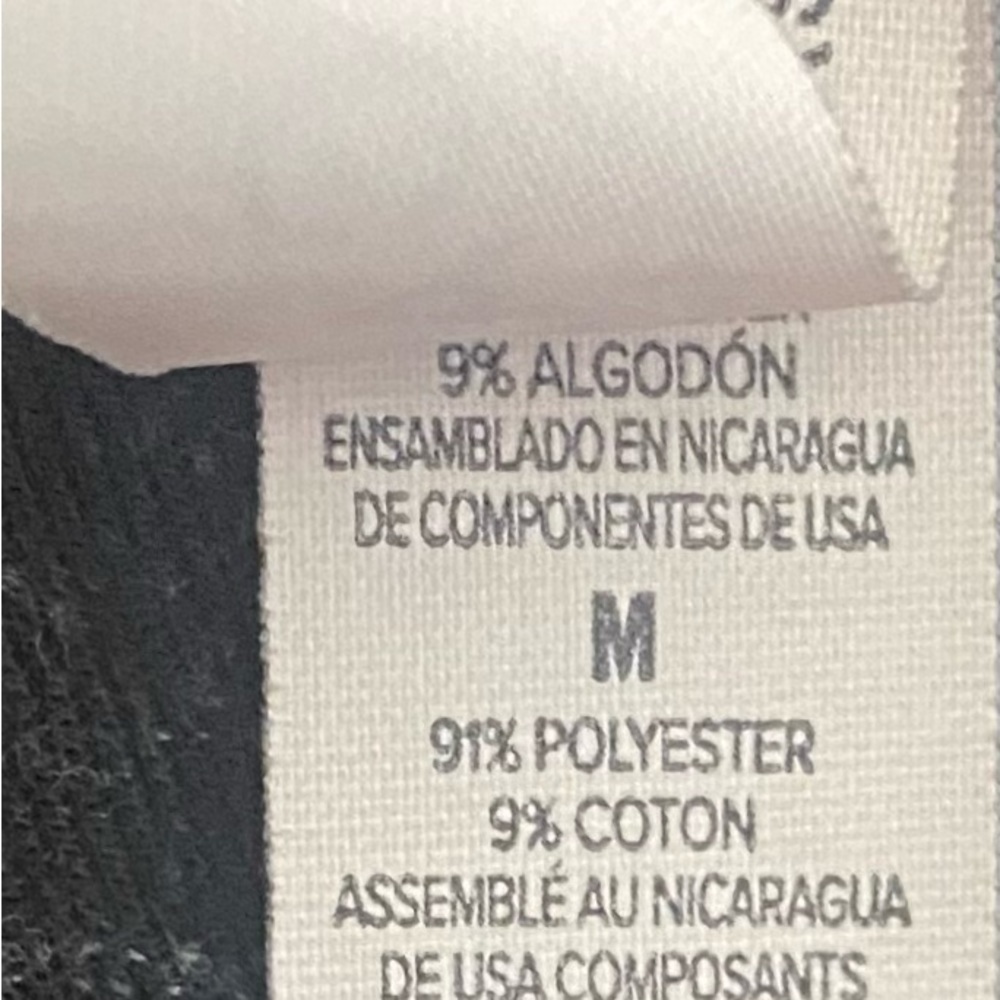 9% ALGODÓN
ENSAMBLADO EN NICARAGUA
DE COMPONENTES DE USA
M
91% POLYESTER
9% COTON
ASSEMBLÉ AU NICARAGUA
DE USA COMPOSANTS